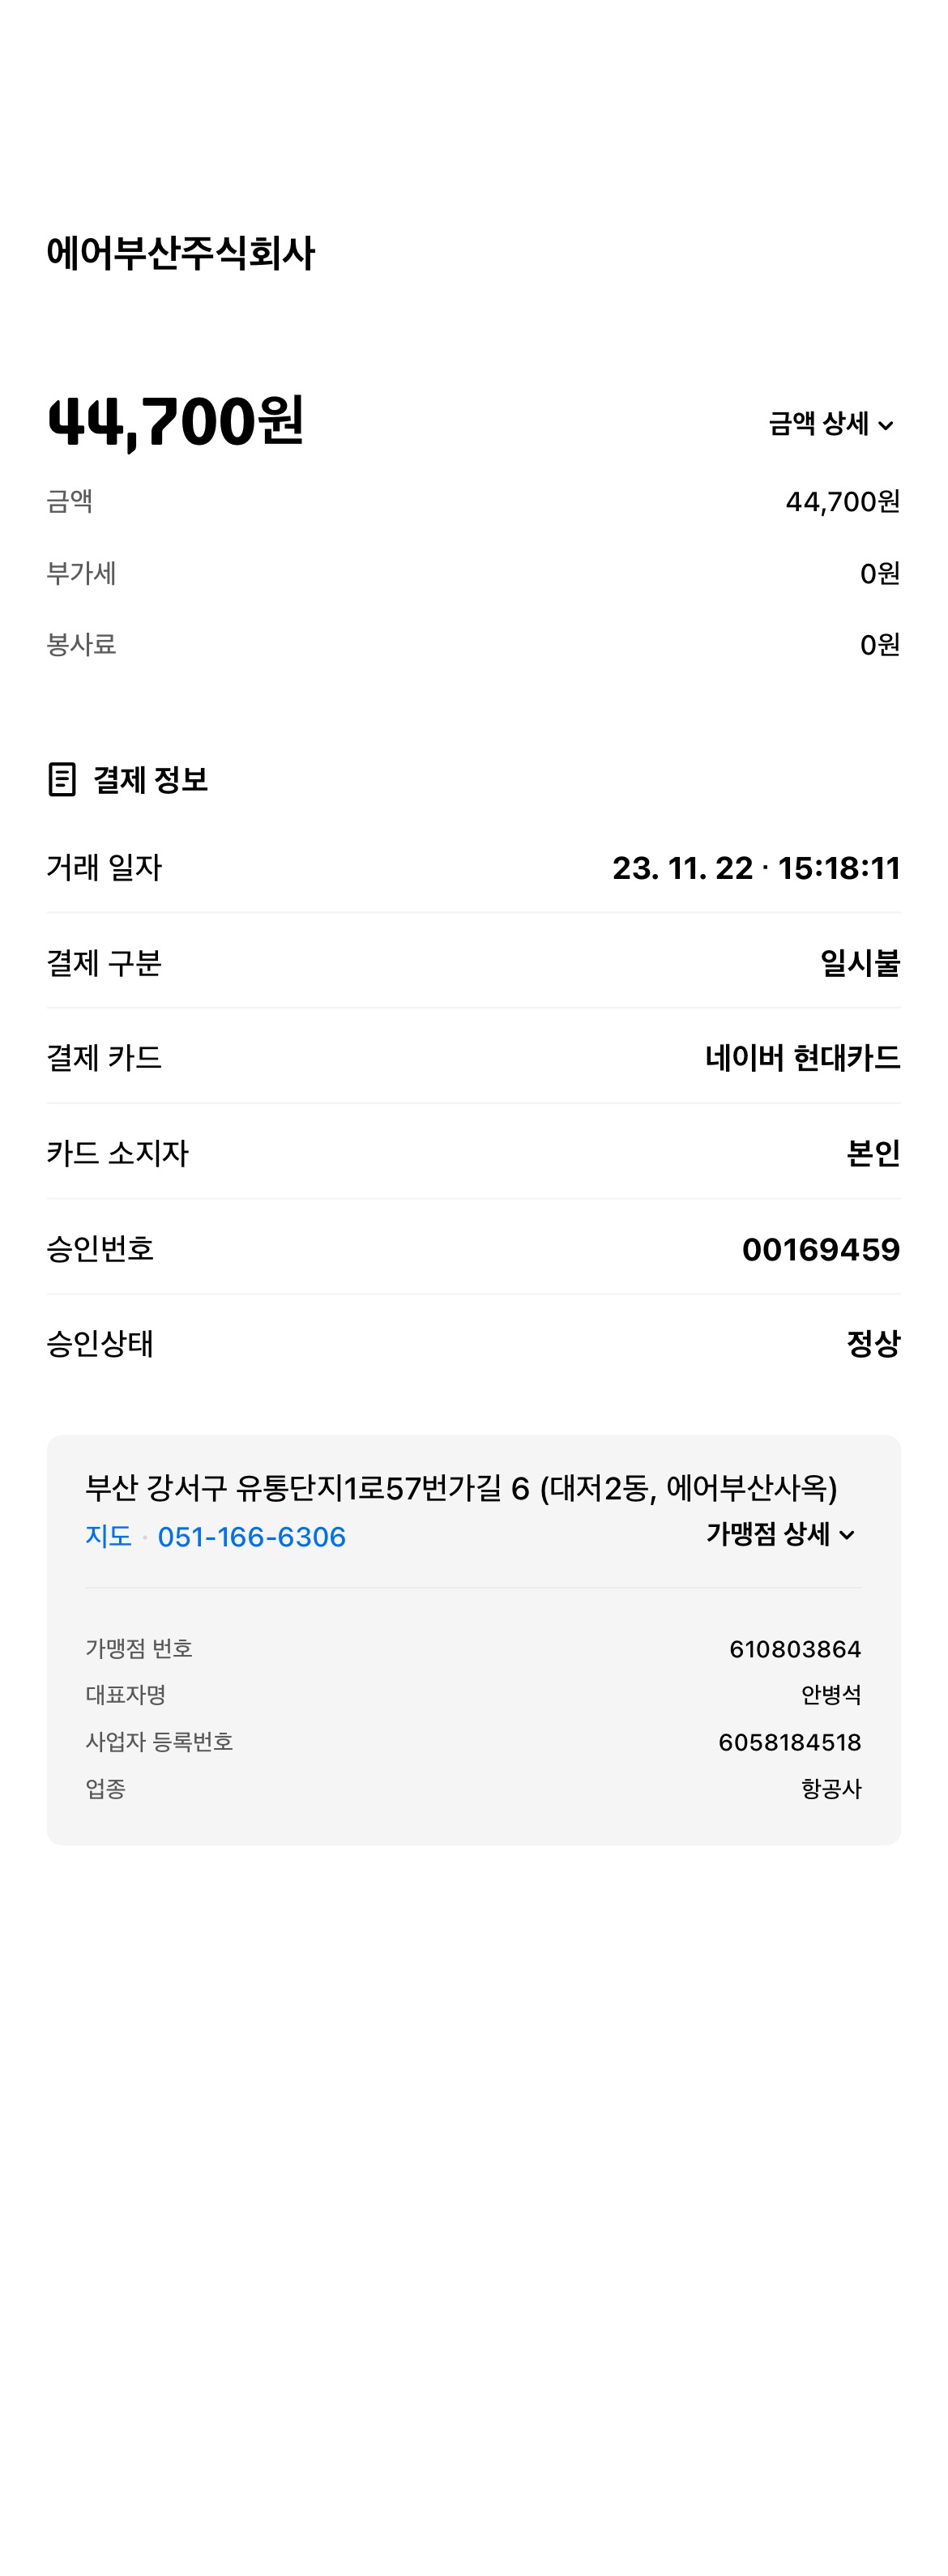 에어부산주식회사
44,700원
금액 상세
금액 44,700원
부가세 0원
봉사료 0원
결제 정보
거래 일자 23. 11. 22 · 15:18:11
결제 구분 일시불
결제 카드 네이버 현대카드
카드 소지자 본인
승인번호 00169459
승인상태 정상
부산 강서구 유통단지1로57번가길 6 (대저2동, 에어부산사옥)
지도 · 051-166-6306 가맹점 상세
가맹점 번호 610803864
대표자명 안병석
사업자 등록번호 6058184518
업종 항공사